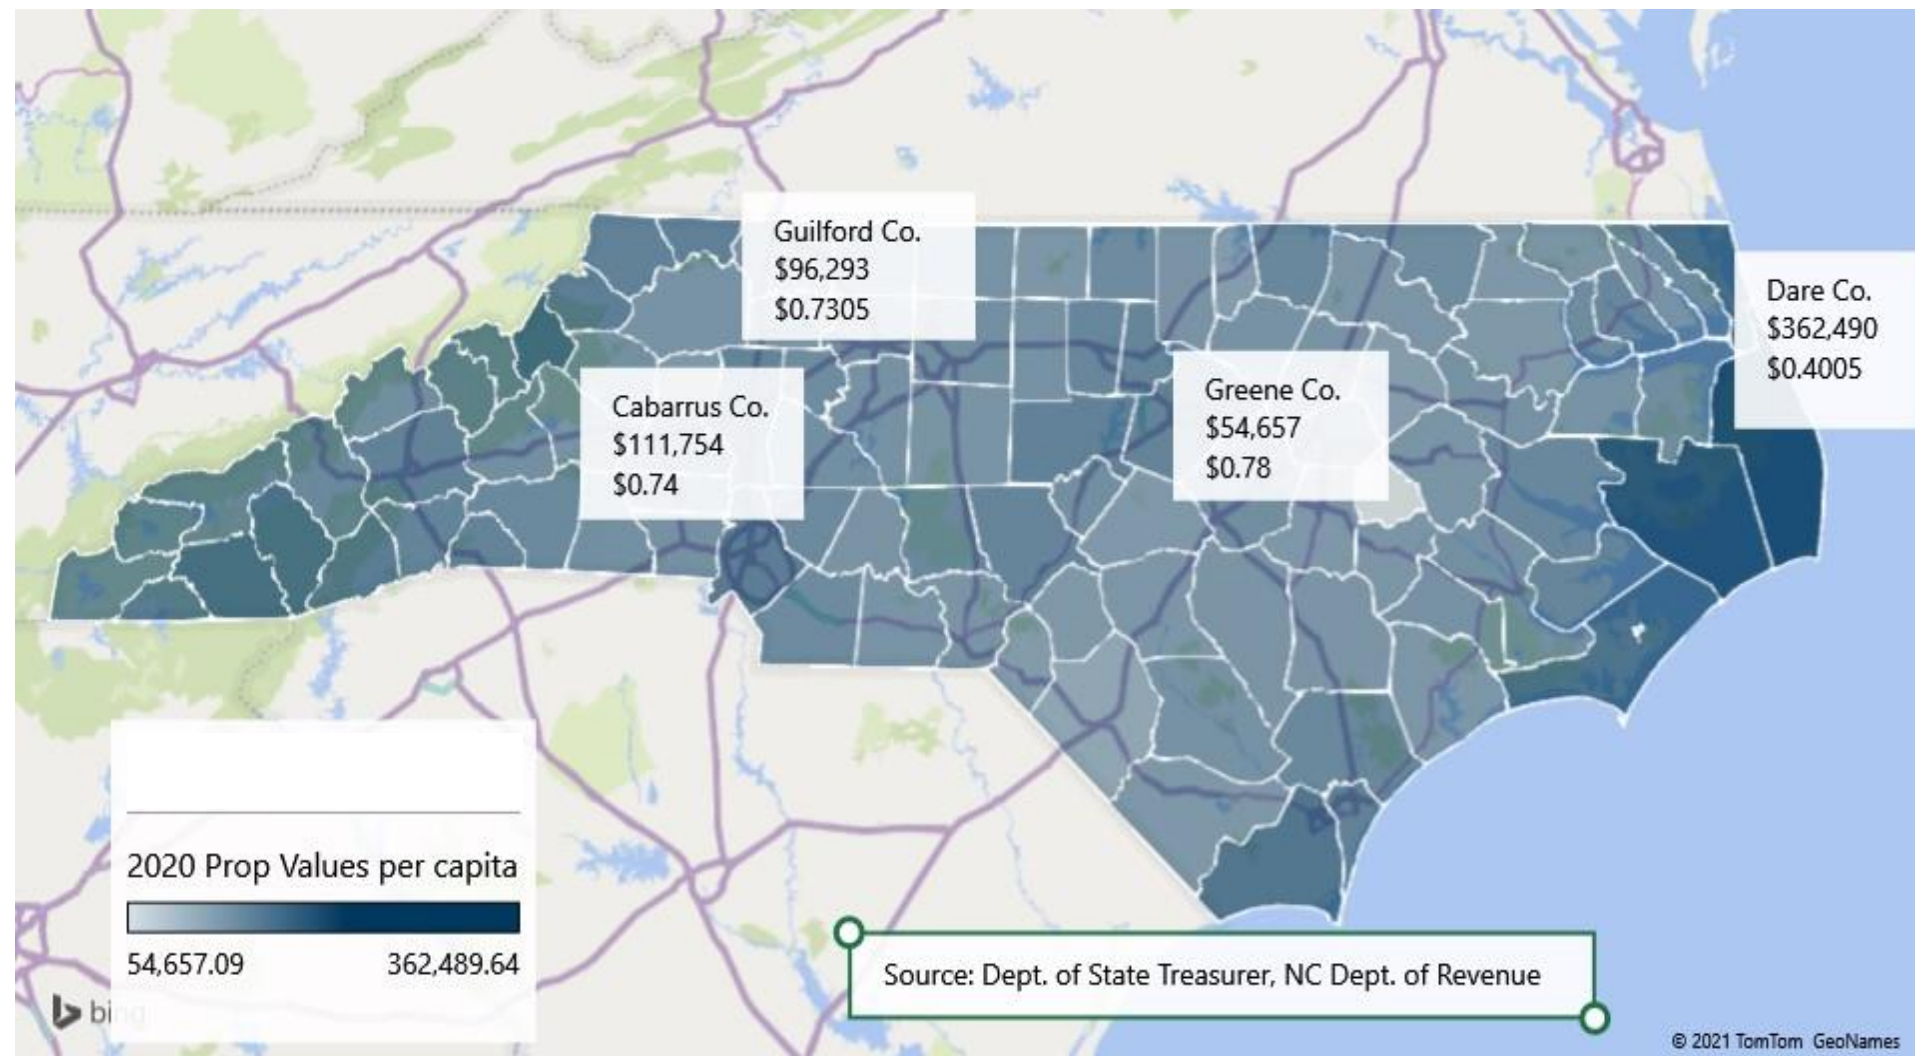 Guilford Co.
$96,293
$0.7305
Dare Co.
$362,490
$0.4005
Cabarrus Co.
$111,754
$0.74
Greene Co.
$54,657
$0.78
2020 Prop Values per capita
54,657.09 362,489.64
bing
Source: Dept. of State Treasurer, NC Dept. of Revenue
© 2021 TomTom GeoNames